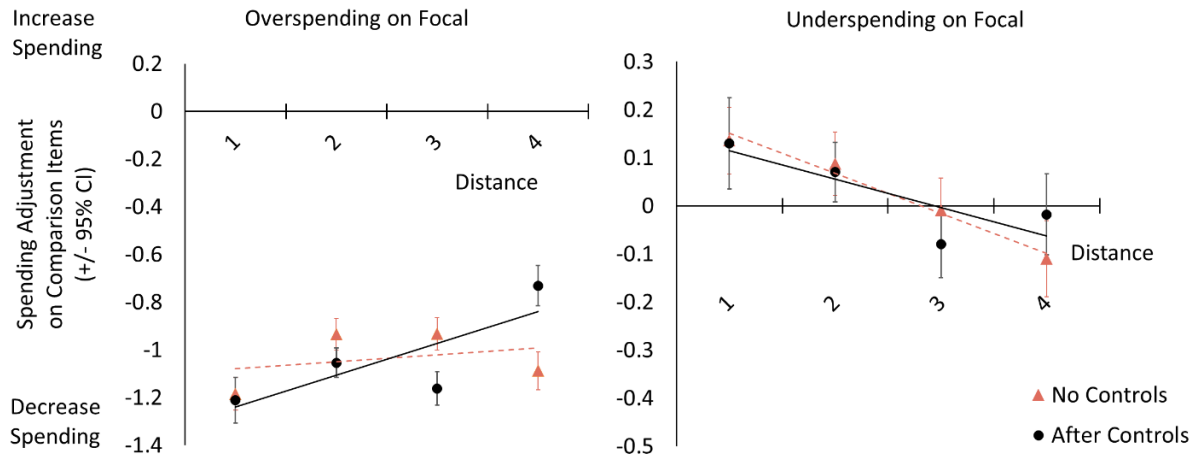 Increase
Spending
Overspending on Focal
Underspending on Focal
Spending Adjustment
on Comparison Items
(+/- 95% CI)
Decrease
Spending
0.2
0
-0.2
-0.4
-0.6
-0.8
-1
-1.2
-1.4
1
2
3
4
Distance
0.3
0.2
0.1
0
-0.1
-0.2
-0.3
-0.4
-0.5
1
2
3
4
Distance
No Controls
After Controls